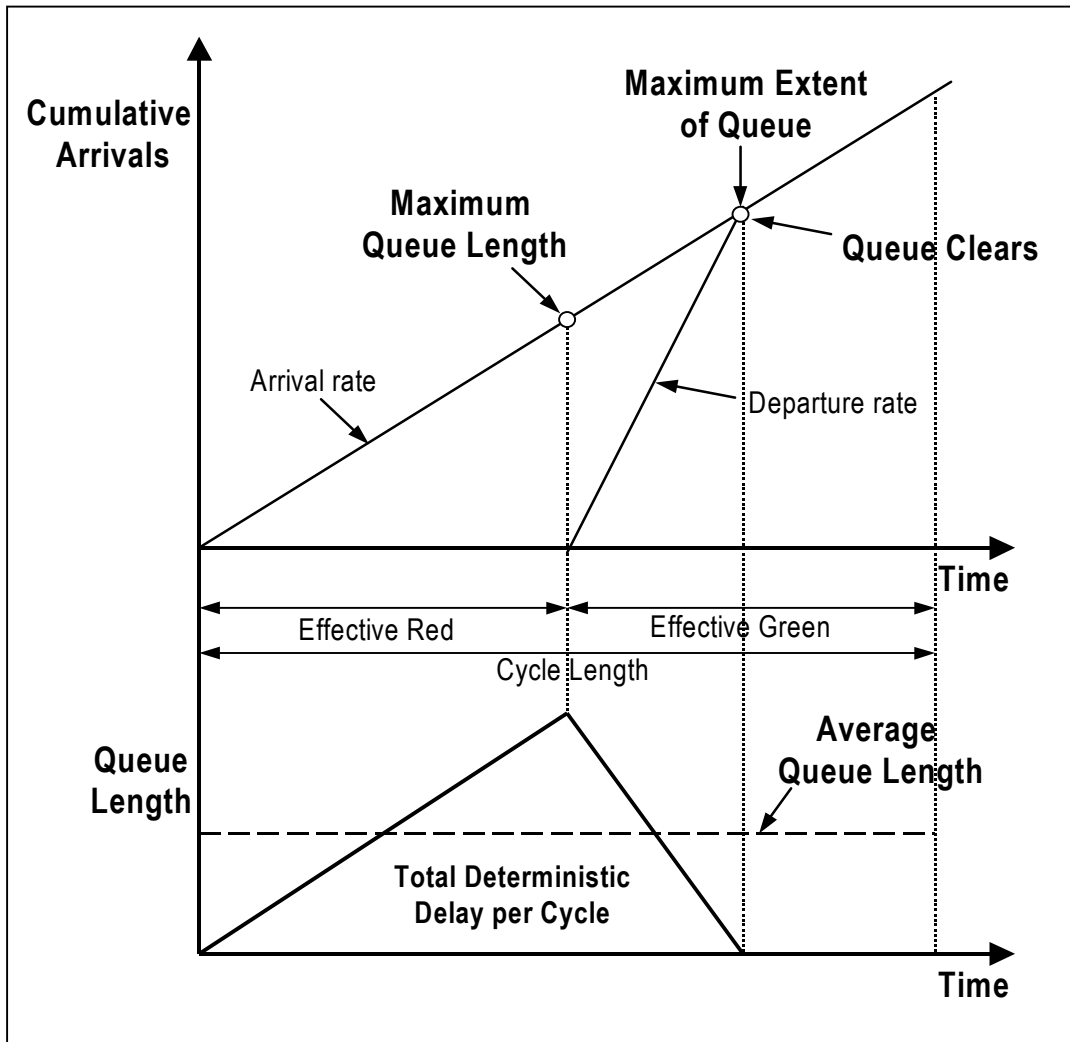 Cumulative
Arrivals
Maximum Extent
of Queue
Maximum
Queue Length
Queue Clears
Arrival rate
Departure rate
Time
Effective Red
Effective Green
Cycle Length
Queue
Length
Average
Queue Length
Total Deterministic
Delay per Cycle
Time